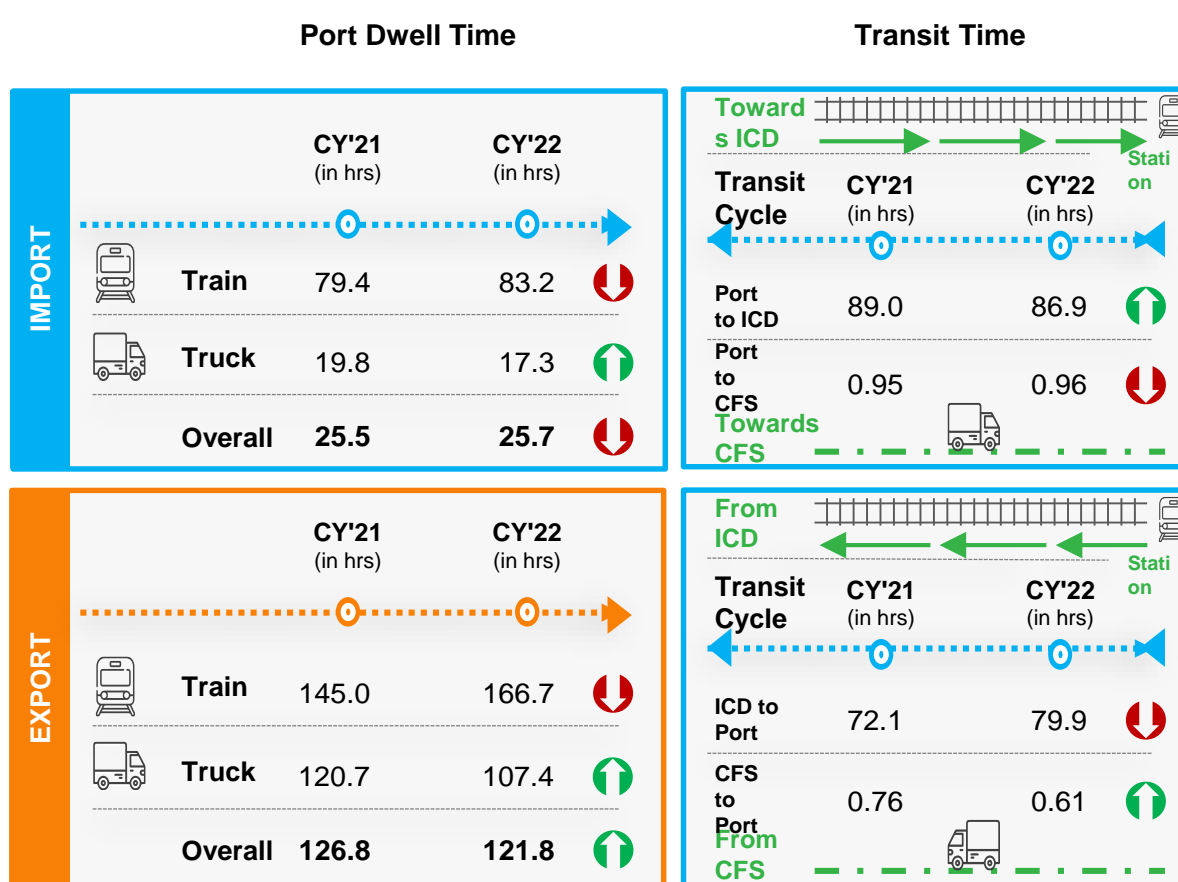 Port Dwell Time
Transit Time
IMPORT
CY'21
CY'22
(in hrs)
(in hrs)
Train
79.4
83.2
Truck
19.8
17.3
Overall
25.5
25.7
Toward
s ICD
Stati
on
Transit
Cycle
CY'21
CY'22
(in hrs)
(in hrs)
Port
to ICD
89.0
86.9
Port
to
CFS
0.95
0.96
Towards
CFS
EXPORT
CY'21
CY'22
(in hrs)
(in hrs)
Train
145.0
166.7
Truck
120.7
107.4
Overall
126.8
121.8
From
ICD
Stati
on
Transit
Cycle
CY'21
CY'22
(in hrs)
(in hrs)
ICD to
Port
72.1
79.9
CFS
to
Port
0.76
0.61
From
CFS